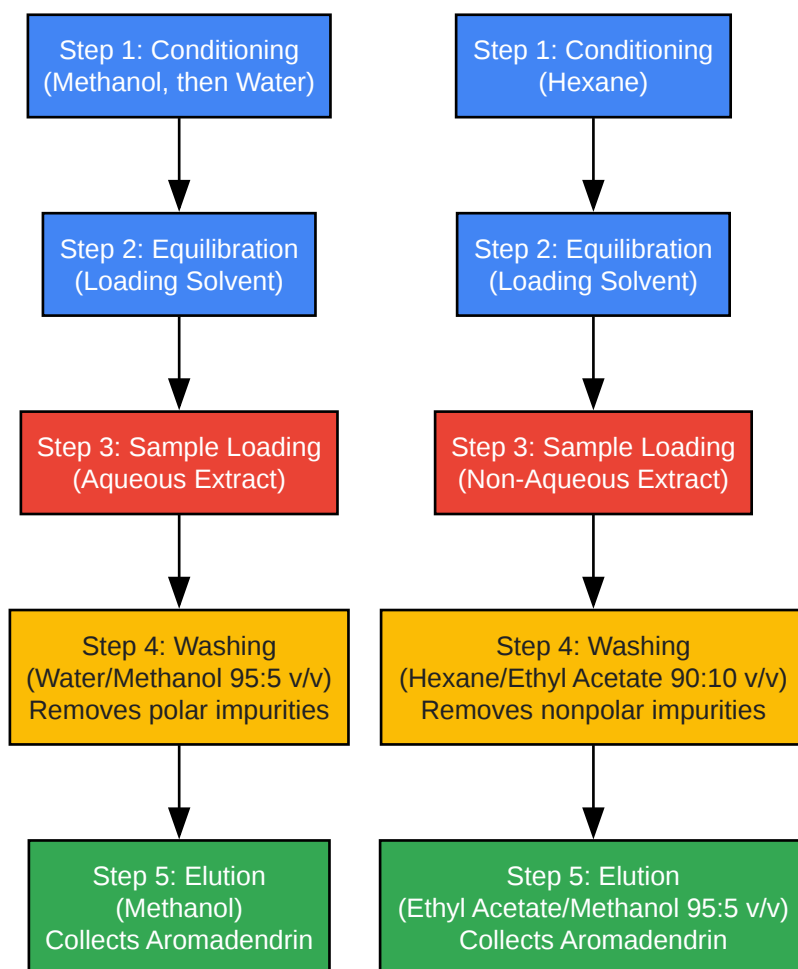 Step 1: Conditioning
(Methanol, then Water)
Step 2: Equilibration
(Loading Solvent)
Step 3: Sample Loading
(Aqueous Extract)
Step 4: Washing
(Water/Methanol 95:5 v/v)
Removes polar impurities
Step 5: Elution
(Methanol)
Collects Aromadendrin
Step 1: Conditioning
(Hexane)
Step 2: Equilibration
(Loading Solvent)
Step 3: Sample Loading
(Non-Aqueous Extract)
Step 4: Washing
(Hexane/Ethyl Acetate 90:10 v/v)
Removes nonpolar impurities
Step 5: Elution
(Ethyl Acetate/Methanol 95:5 v/v)
Collects Aromadendrin